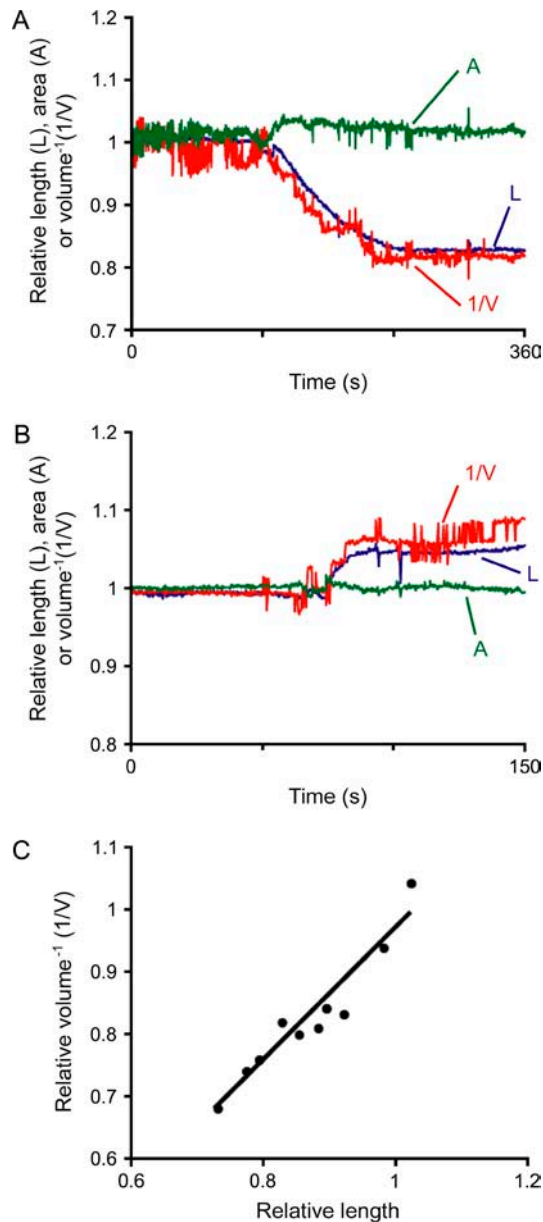 A
Relative length (L), area (A)
or volume⁻¹(1/V)
1.2
1.1
1
0.9
0.8
0.7
A
L
1/V
0
360
Time (s)
B
Relative length (L), area (A)
or volume⁻¹(1/V)
1.2
1.1
1
0.9
0.8
1/V
L
A
0
150
Time (s)
C
Relative volume⁻¹ (1/V)
1.1
1
0.9
0.8
0.7
0.6
0.6
0.8
1
1.2
Relative length